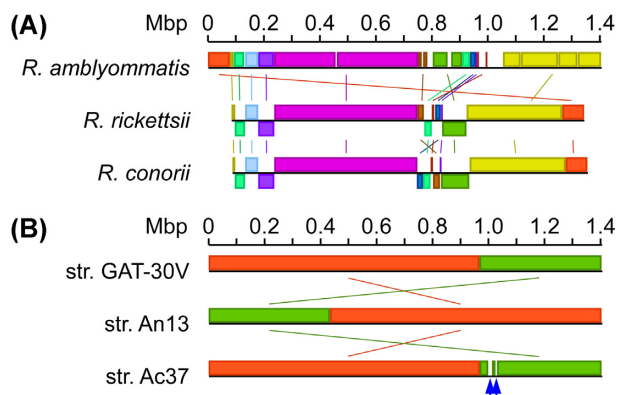 (A) Mbp 0 0.2 0.4 0.6 0.8 1.0 1.2 1.4
R. amblyommatis
R. rickettsii
R. conorii
(B) Mbp 0 0.2 0.4 0.6 0.8 1.0 1.2 1.4
str. GAT-30V
str. An13
str. Ac37